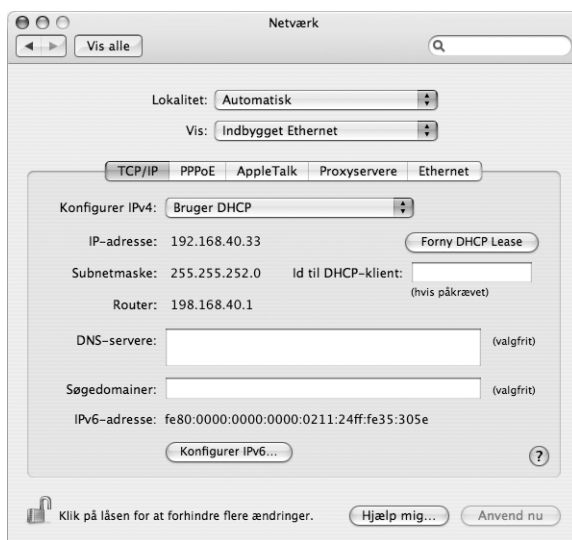 Netværk
Vis alle
Lokalitet: Automatisk
Vis: Indbygget Ethernet
TCP/IP PPPoE AppleTalk Proxyservere Ethernet
Konfigurer IPv4: Bruger DHCP
IP-adresse: 192.168.40.33 Forny DHCP Lease
Subnetmaske: 255.255.252.0 Id til DHCP-klient:
(hvis påkrævet)
Router: 198.168.40.1
DNS-servere: (valgfrit)
Søgedomainer: (valgfrit)
IPv6-adresse: fe80:0000:0000:0000:0211:24ff:fe35:305e
Konfigurer IPv6... ?
Klik på låsen for at forhindre flere ændringer. Hjælp mig... Anvend nu